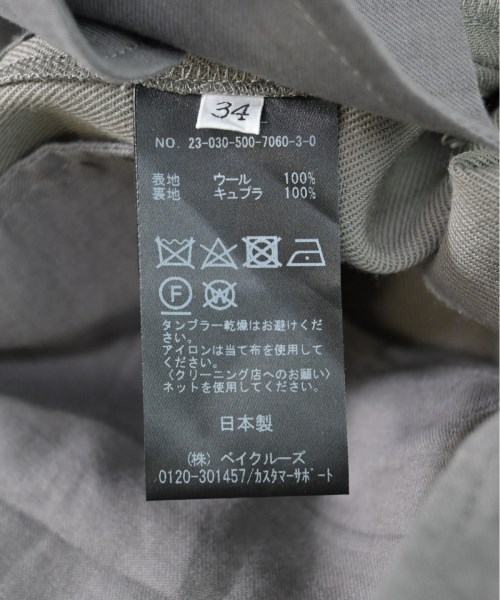 34
NO. 23-030-500-7060-3-0
表地 ウール 100%
裏地 キュプラ 100%
F
W
タンブラー乾燥はお避けくだ
さい。
アイロンは当て布を使用して
ください。
〈クリーニング店へのお願い〉
ネットを使用してください。
日本製
(株) ベイクルーズ
0120-301457/カスタマーサポート